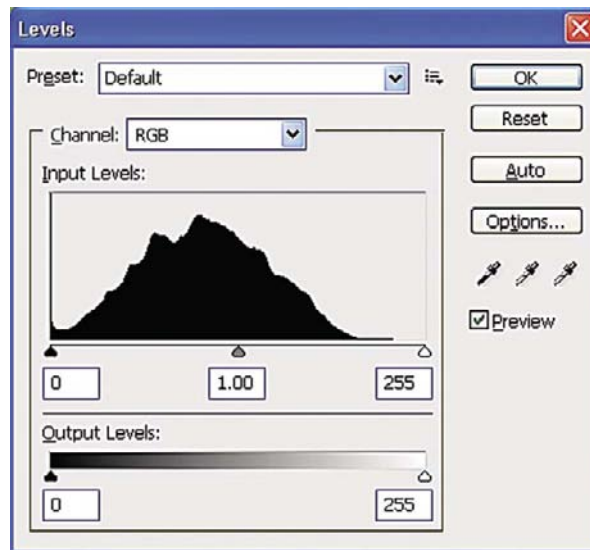 Levels
Preset: Default
OK
Reset
Channel: RGB
Input Levels:
Auto
Options...
Preview
0 1.00 255
Output Levels:
0 255